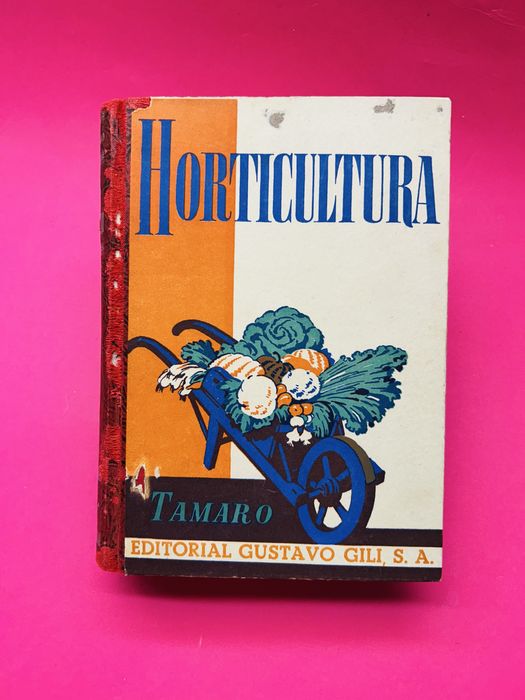 HORTICULTURA
TAMARO
EDITORIAL GUSTAVO GILI, S. A.